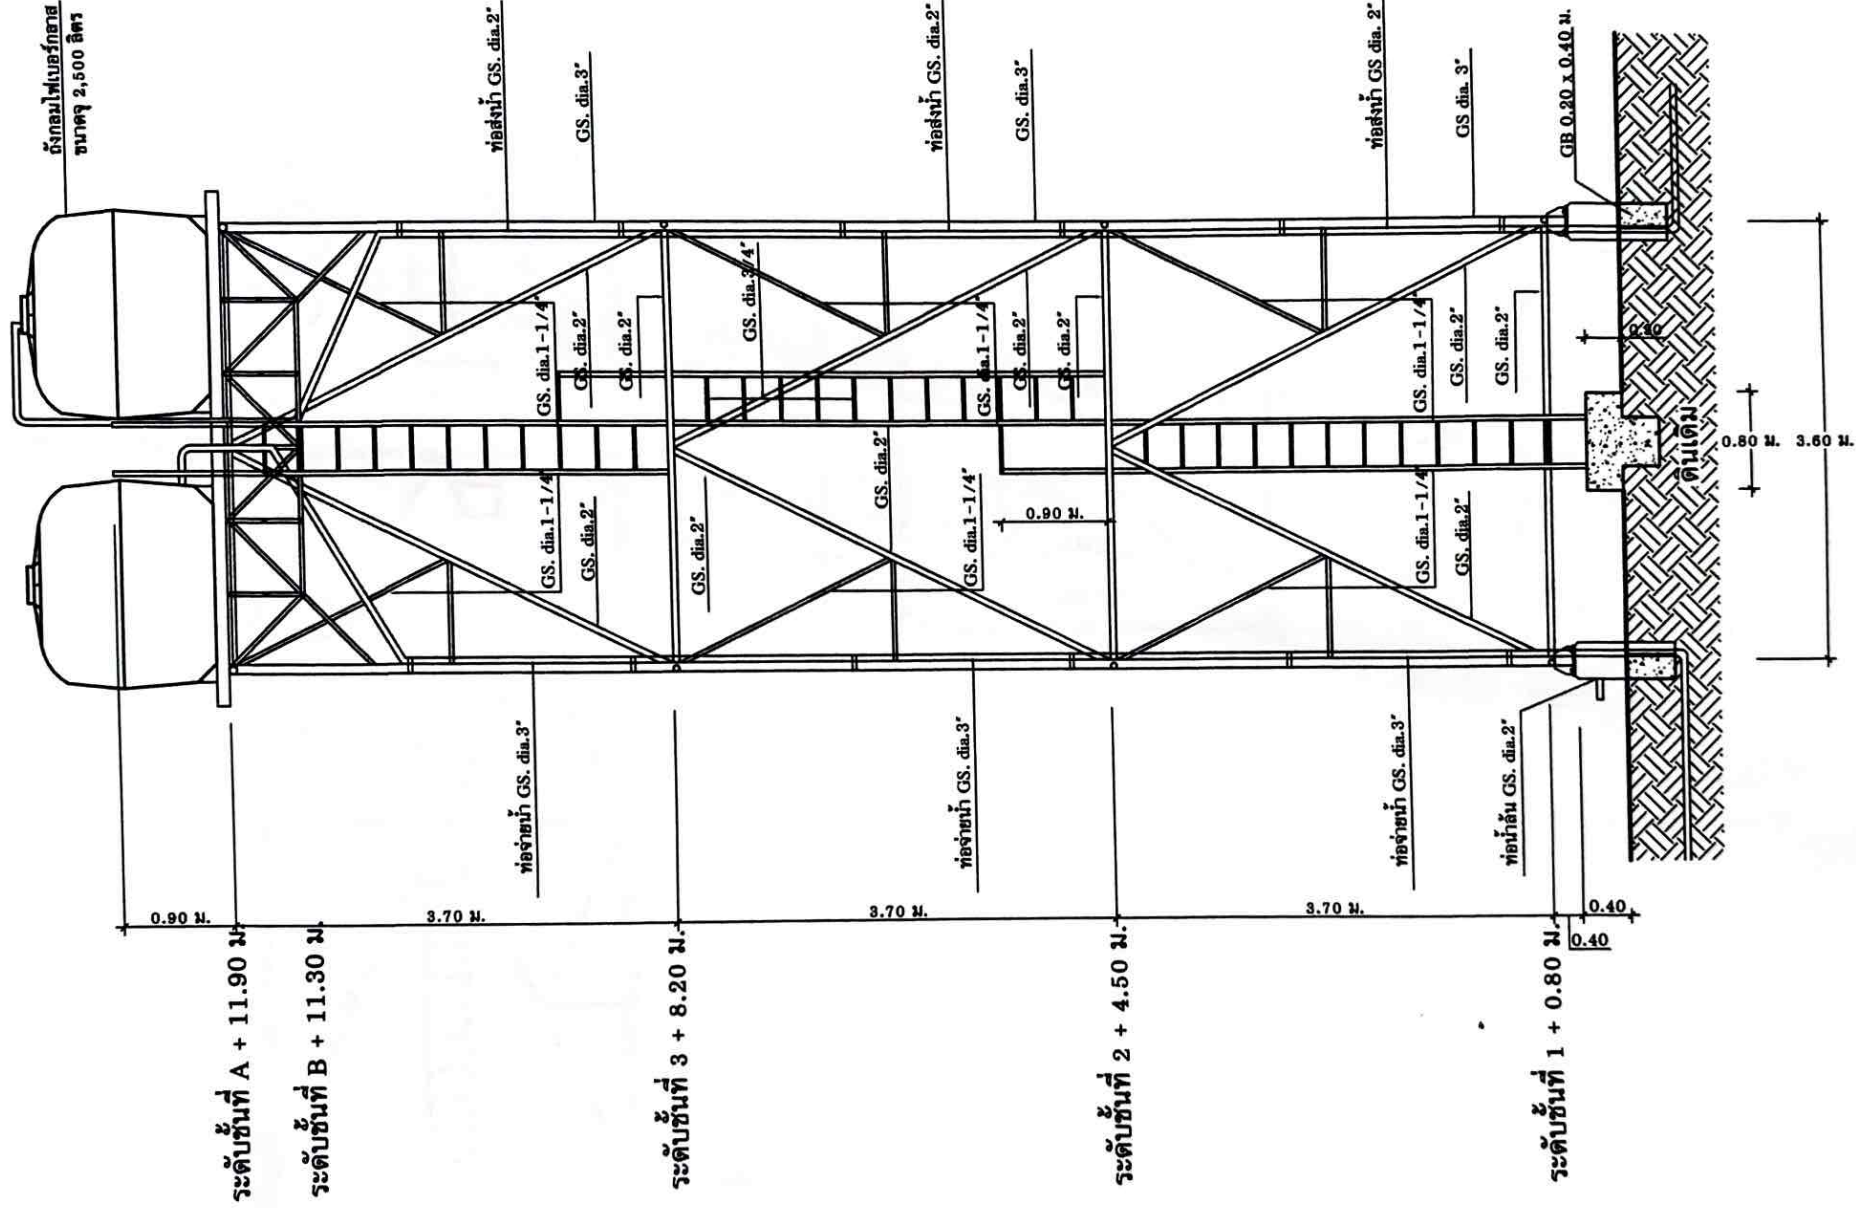 ถังกลมไฟเบอร์กลาส
ขนาดจุ 2,500 ลิตร
ท่อส่งน้ำ GS. dia.2"
GS. dia.3"
ท่อส่งน้ำ GS. dia.2"
GS. dia.3"
ท่อส่งน้ำ GS dia. 2"
GS dia. 3"
GB 0.20 x 0.40 ม.
GS. dia.1-1/4"
GS. dia.2"
GS. dia.2"
GS. dia.3/4"
GS. dia.1-1/4"
GS. dia.2"
GS. dia.2"
GS. dia.1-1/4"
GS. dia.2"
GS. dia.2"
ดินเดิม
0.80 ม.
3.60 ม.
GS. dia.1-1/4"
GS. dia.2"
GS. dia.2"
GS. dia.2"
GS. dia.1-1/4"
0.90 ม.
GS. dia.1-1/4"
GS. dia.2"
ท่อจ่ายน้ำ GS. dia.3"
ท่อจ่ายน้ำ GS. dia.3"
ท่อจ่ายน้ำ GS. dia.3"
ท่อน้ำล้น GS. dia.2"
0.90 ม.
3.70 ม.
3.70 ม.
3.70 ม.
0.40
0.40
ระดับชั้นที่ A + 11.90 ม.
ระดับชั้นที่ B + 11.30 ม.
ระดับชั้นที่ 3 + 8.20 ม.
ระดับชั้นที่ 2 + 4.50 ม.
ระดับชั้นที่ 1 + 0.80 ม.